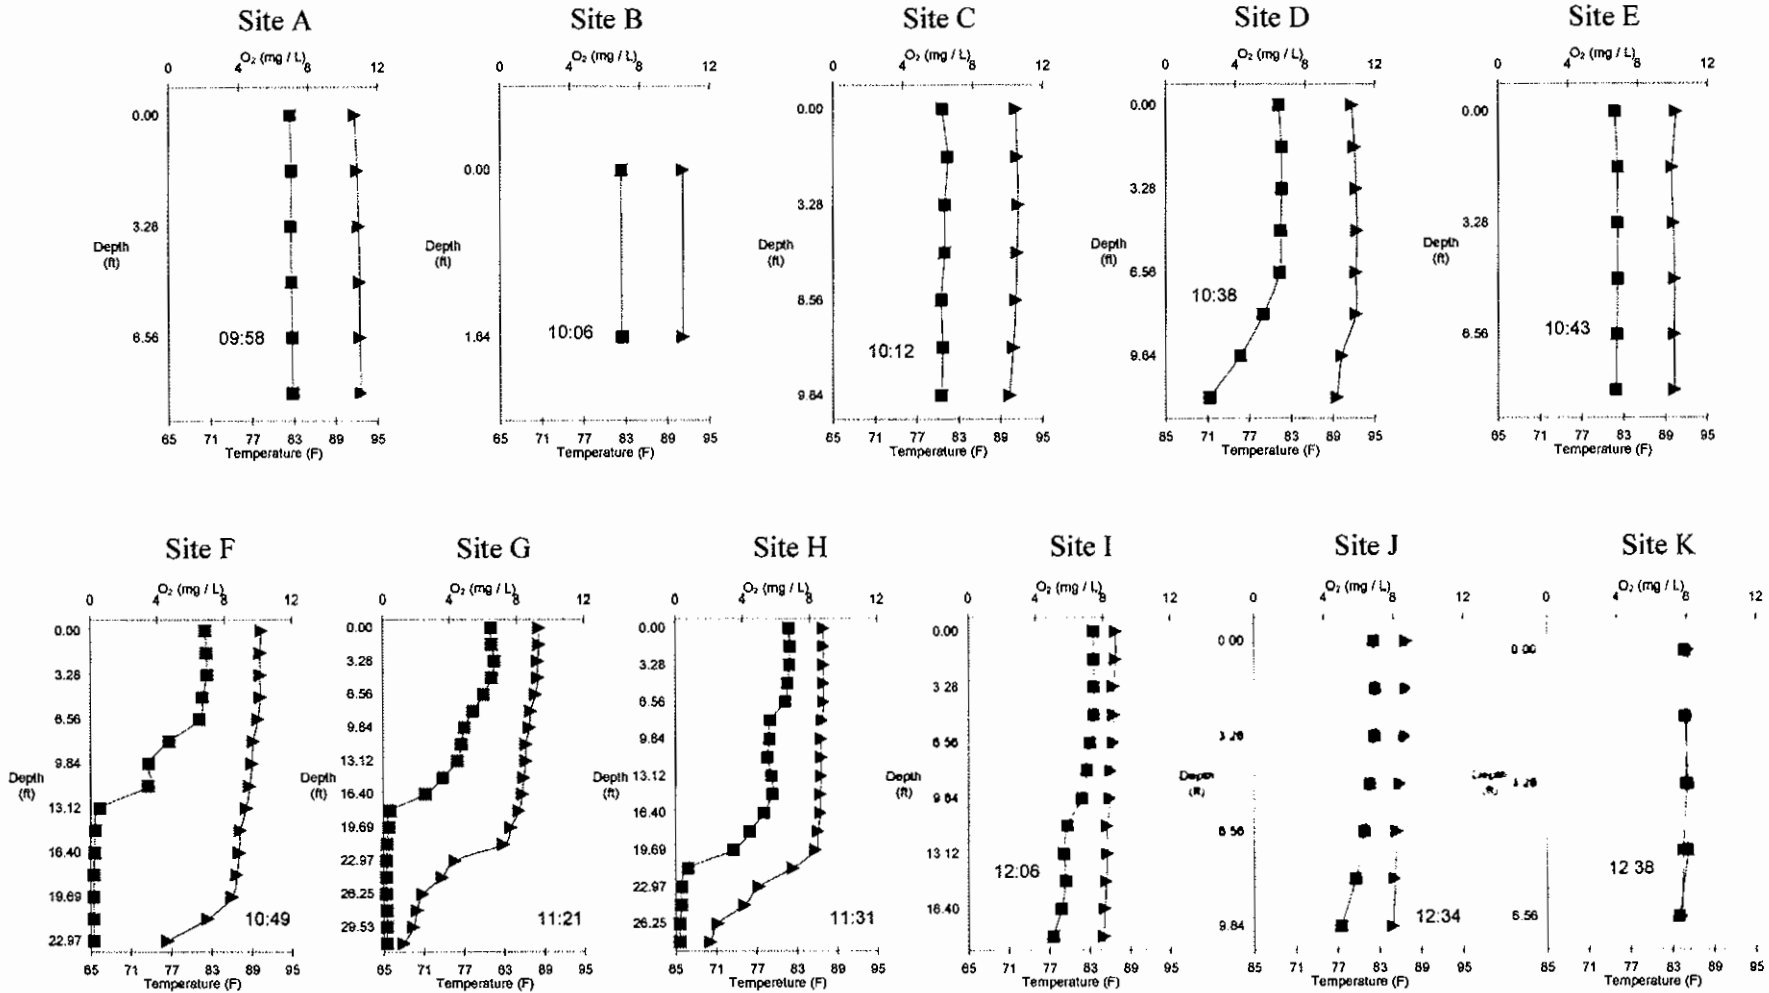 Site A
O₂ (mg / L)
0 4 8 12
0.00
3.28
Depth
(ft)
6.56
09:58
65 71 77 83 89 95
Temperature (F)
Site B
O₂ (mg / L)
0 4 8 12
0.00
Depth
(ft)
1.64
10:06
65 71 77 83 89 95
Temperature (F)
Site C
O₂ (mg / L)
0 4 8 12
0.00
3.28
Depth
(ft)
6.56
10:12
9.84
65 71 77 83 89 95
Temperature (F)
Site D
O₂ (mg / L)
0 4 8 12
0.00
3.28
Depth
(ft)
6.56
10:38
9.84
65 71 77 83 89 95
Temperature (F)
Site E
O₂ (mg / L)
0 4 8 12
0.00
3.28
Depth
(ft)
6.56
10:43
65 71 77 83 89 95
Temperature (F)
Site F
O₂ (mg / L)
0 4 8 12
0.00
3.28
6.56
9.84
Depth
(ft)
13.12
16.40
19.69
10:49
22.97
65 71 77 83 89 95
Temperature (F)
Site G
O₂ (mg / L)
0 4 8 12
0.00
3.28
6.56
9.84
13.12
Depth
(ft)
16.40
19.69
22.97
26.25
11:21
29.53
65 71 77 83 89 95
Temperature (F)
Site H
O₂ (mg / L)
0 4 8 12
0.00
3.28
6.56
9.84
Depth
(ft)
13.12
16.40
19.69
22.97
11:31
26.25
65 71 77 83 89 95
Temperature (F)
Site I
O₂ (mg / L)
0 4 8 12
0.00
3.28
6.56
Depth
(ft)
9.84
13.12
12:06
16.40
65 71 77 83 89 95
Temperature (F)
Site J
O₂ (mg / L)
0 4 8 12
0.00
3.28
Depth
(ft)
6.56
12:34
9.84
65 71 77 83 89 95
Temperature (F)
Site K
O₂ (mg / L)
0 4 8 12
0.00
Depth
(ft)
3.28
12 38
6.56
65 71 77 83 89 95
Temperature (F)